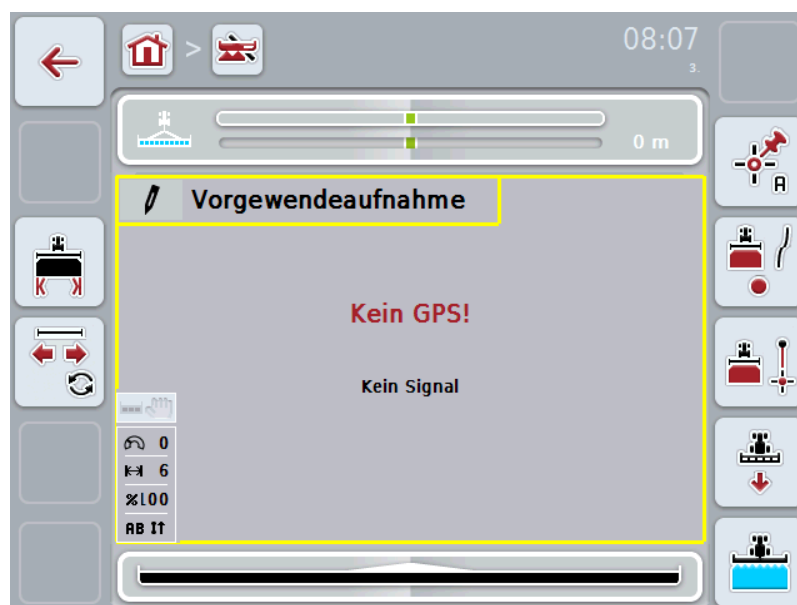 >
08:07
3.
0 m
Vorgewendeaufnahme
A
Kein GPS!
Kein Signal
0
6
%100
AB